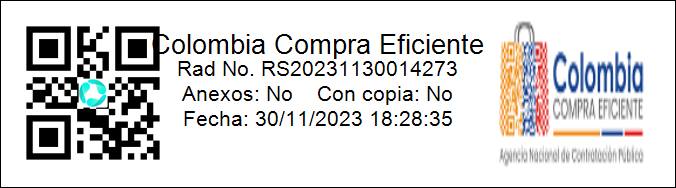 Colombia Compra Eficiente
Rad No. RS20231130014273
Anexos: No    Con copia: No
Fecha: 30/11/2023 18:28:35
Colombia
COMPRA EFICIENTE
Agencia Nacional de Contratación Pública